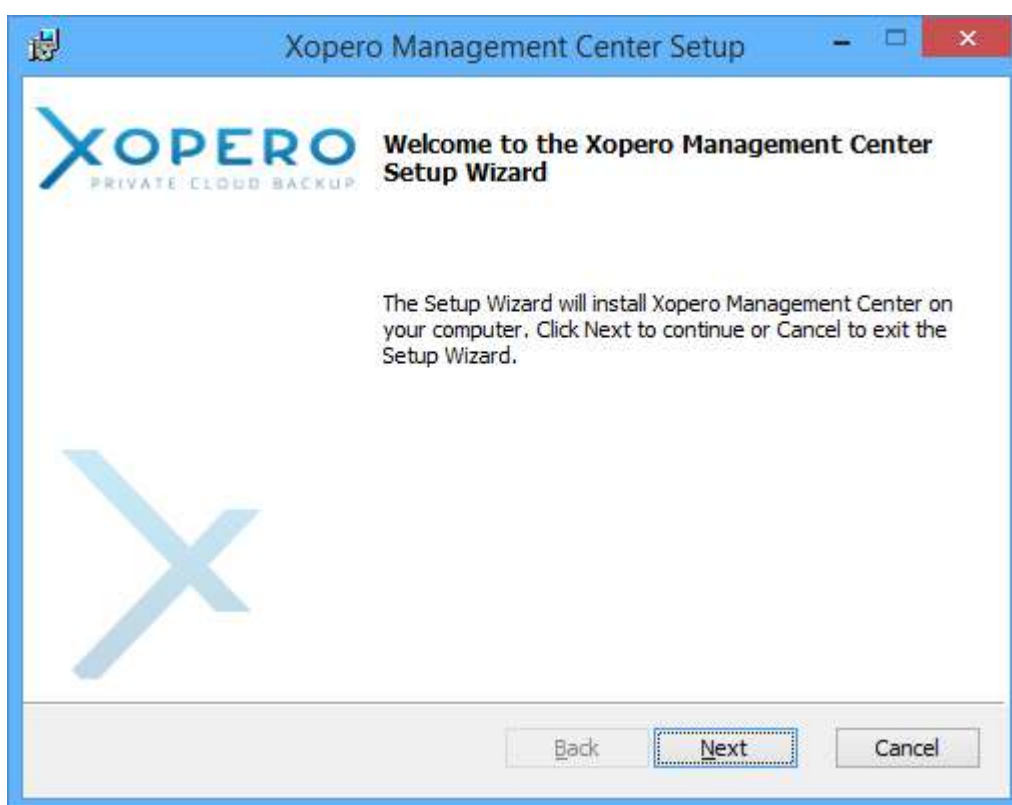 Xopero Management Center Setup
XOPERO
PRIVATE CLOUD BACKUP
Welcome to the Xopero Management Center
Setup Wizard
The Setup Wizard will install Xopero Management Center on
your computer. Click Next to continue or Cancel to exit the
Setup Wizard.
Back Next Cancel